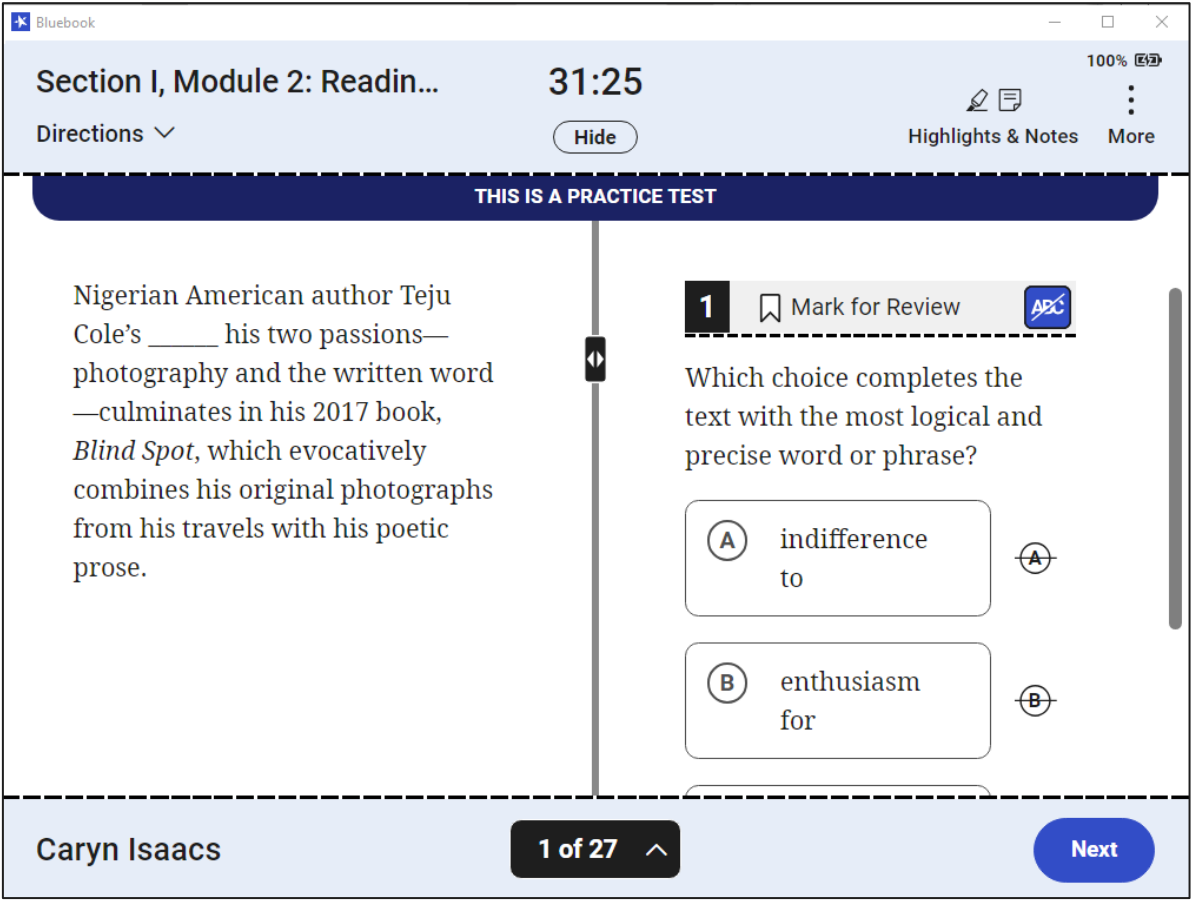 Bluebook
Section I, Module 2: Readin...
Directions
31:25
Hide
100%
Highlights & Notes
More
THIS IS A PRACTICE TEST
Nigerian American author Teju
Cole's ______ his two passions—
photography and the written word
—culminates in his 2017 book,
Blind Spot, which evocatively
combines his original photographs
from his travels with his poetic
prose.
1
Mark for Review
ABC
Which choice completes the
text with the most logical and
precise word or phrase?
A
indifference
to
A
B
enthusiasm
for
B
Caryn Isaacs
1 of 27
Next